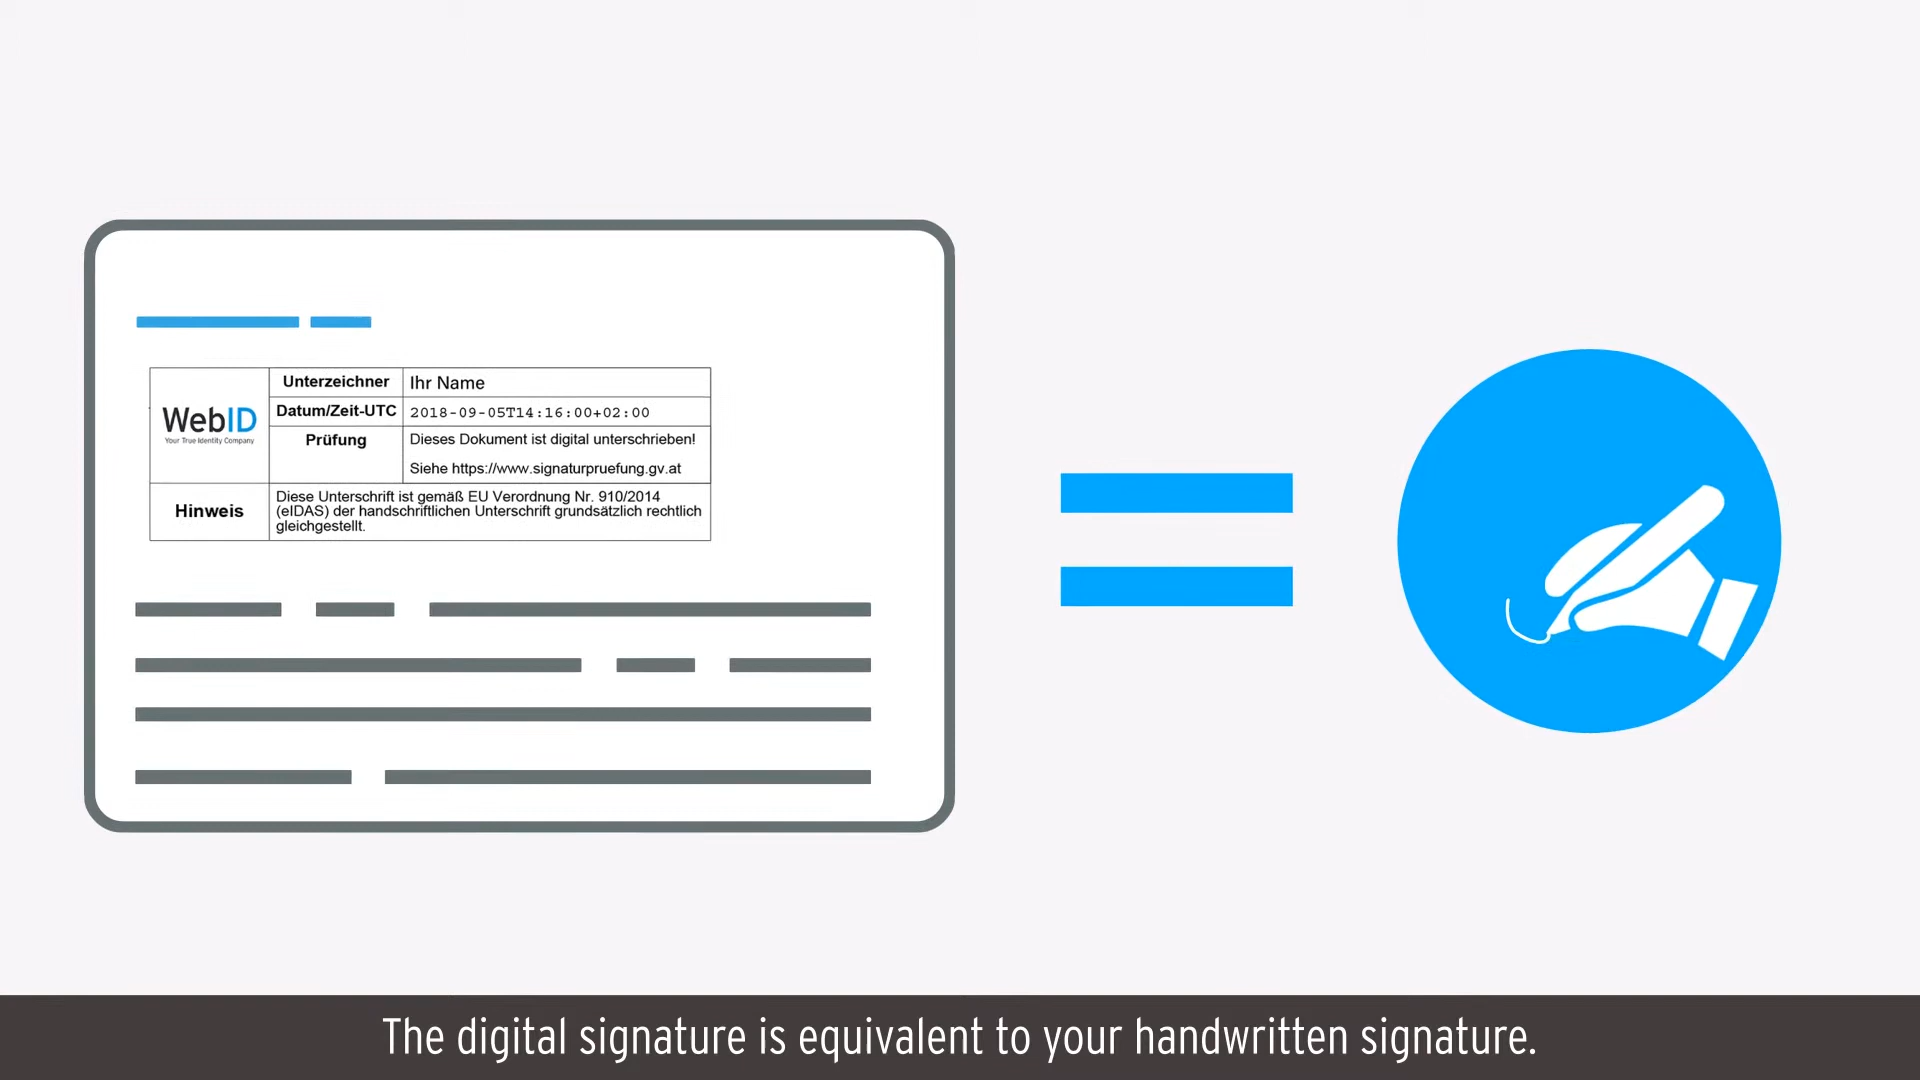 WebID
Your True Identity Company
Unterzeichner
Ihr Name
Datum/Zeit-UTC
2018-09-05T14:16:00+02:00
Prüfung
Dieses Dokument ist digital unterschrieben!
Siehe https://www.signaturpruefung.gv.at
Hinweis
Diese Unterschrift ist gemäß EU Verordnung Nr. 910/2014
(eIDAS) der handschriftlichen Unterschrift grundsätzlich rechtlich
gleichgestellt.
The digital signature is equivalent to your handwritten signature.